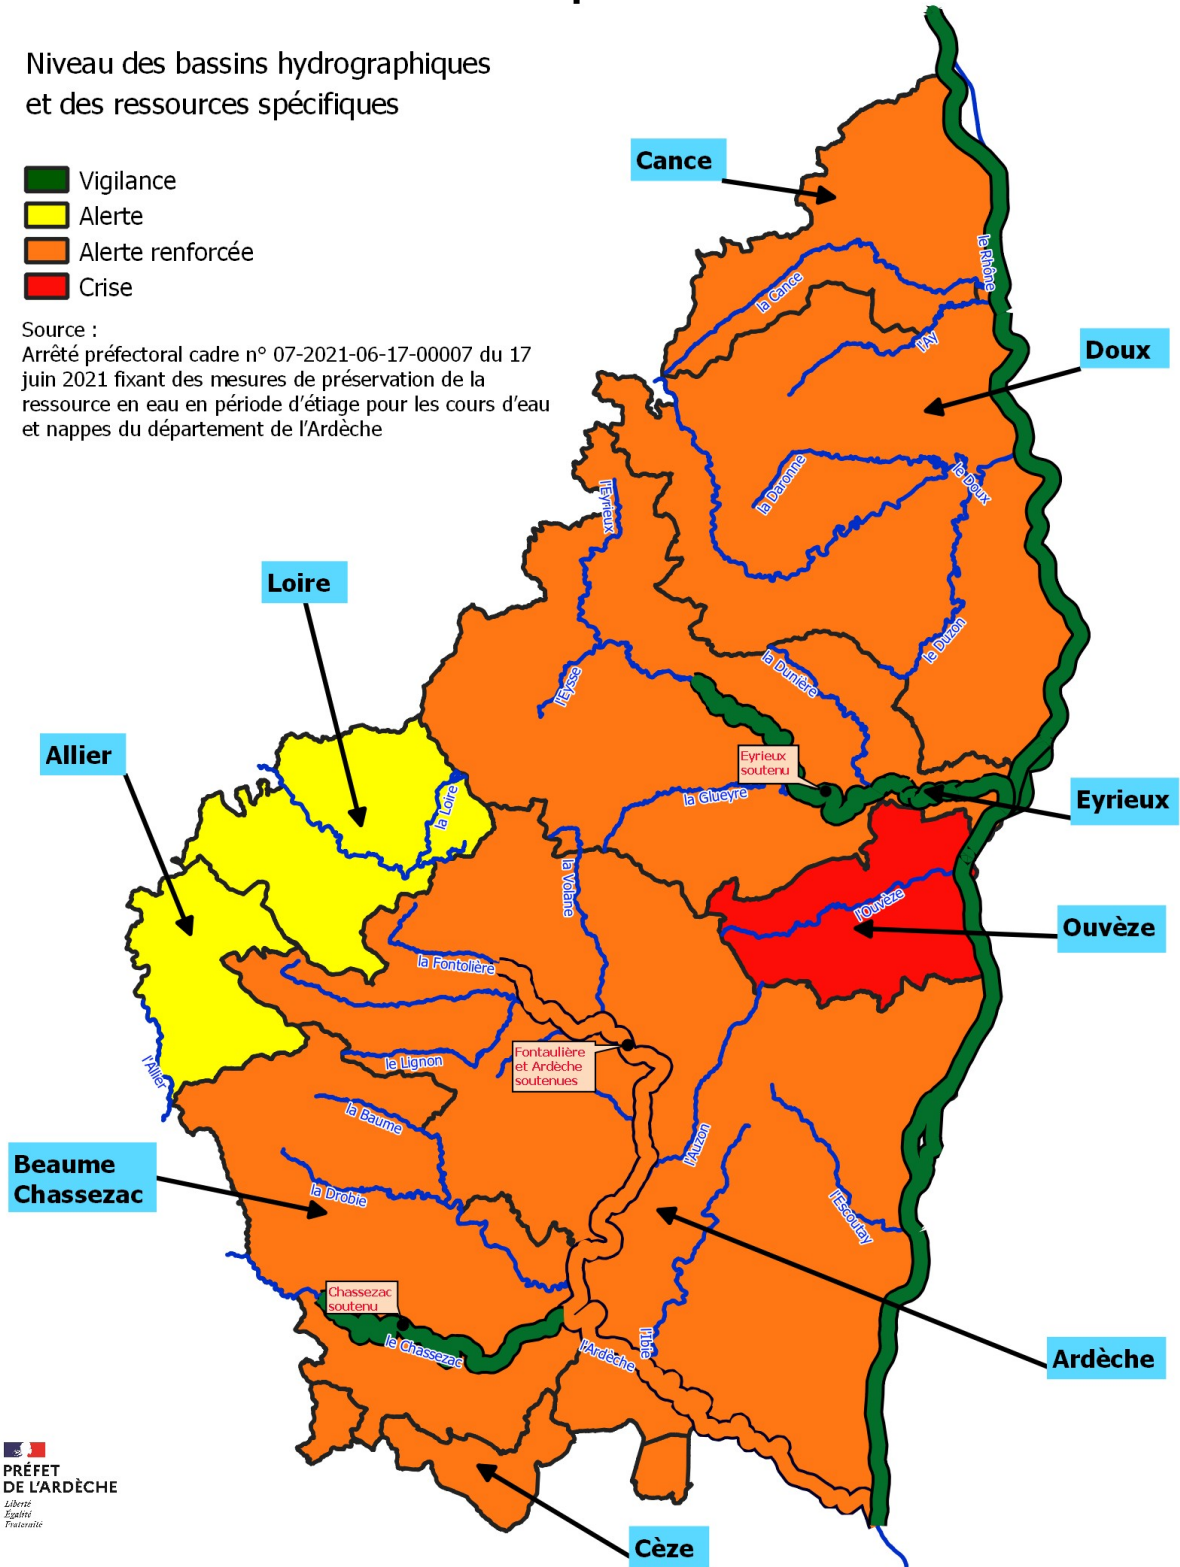 Niveau des bassins hydrographiques
et des ressources spécifiques
Vigilance
Alerte
Alerte renforcée
Crise
Source :
Arrêté préfectoral cadre n° 07-2021-06-17-00007 du 17
juin 2021 fixant des mesures de préservation de la
ressource en eau en période d'étiage pour les cours d'eau
et nappes du département de l'Ardèche
Cance
le Rhône
la Cance
l'Ay
Doux
la Daronne
le Doux
l'Eyrieux
Loire
le Duzon
la Dunière
l'Eysse
Allier
Eyrieux
soutenu
la Glueyre
Eyrieux
la Loire
la Volane
l'Ouvèze
Ouvèze
la Fontolière
le Lignon
Fontaulière
et Ardèche
soutenues
l'Allier
la Baume
l'Auzon
Beaume
Chassezac
la Drobie
l'Escoutay
Chassezac
soutenu
le Chassezac
l'Ardèche
l'Ibie
Ardèche
PRÉFET
DE L'ARDÈCHE
Liberté
Égalité
Fraternité
Cèze